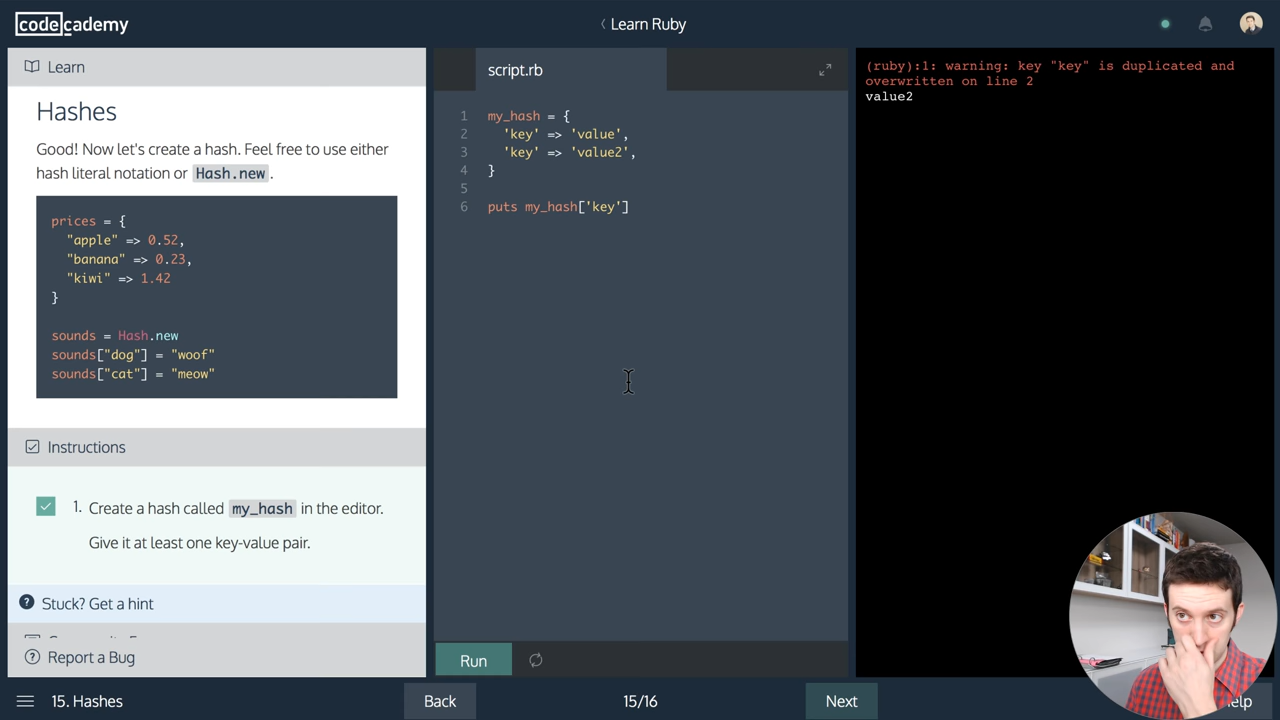 codecademy
Learn Ruby
Learn
Hashes
Good! Now let's create a hash. Feel free to use either
hash literal notation or Hash.new .
prices = {
"apple" => 0.52,
"banana" => 0.23,
"kiwi" => 1.42
}
sounds = Hash.new
sounds["dog"] = "woof"
sounds["cat"] = "meow"
Instructions
1. Create a hash called my_hash in the editor.
Give it at least one key-value pair.
? Stuck? Get a hint
? Report a Bug
script.rb
1 my_hash = {
2 'key' => 'value',
3 'key' => 'value2',
4 }
5
6 puts my_hash['key']
Run
(ruby):1: warning: key "key" is duplicated and
overwritten on line 2
value2
15. Hashes
Back
15/16
Next